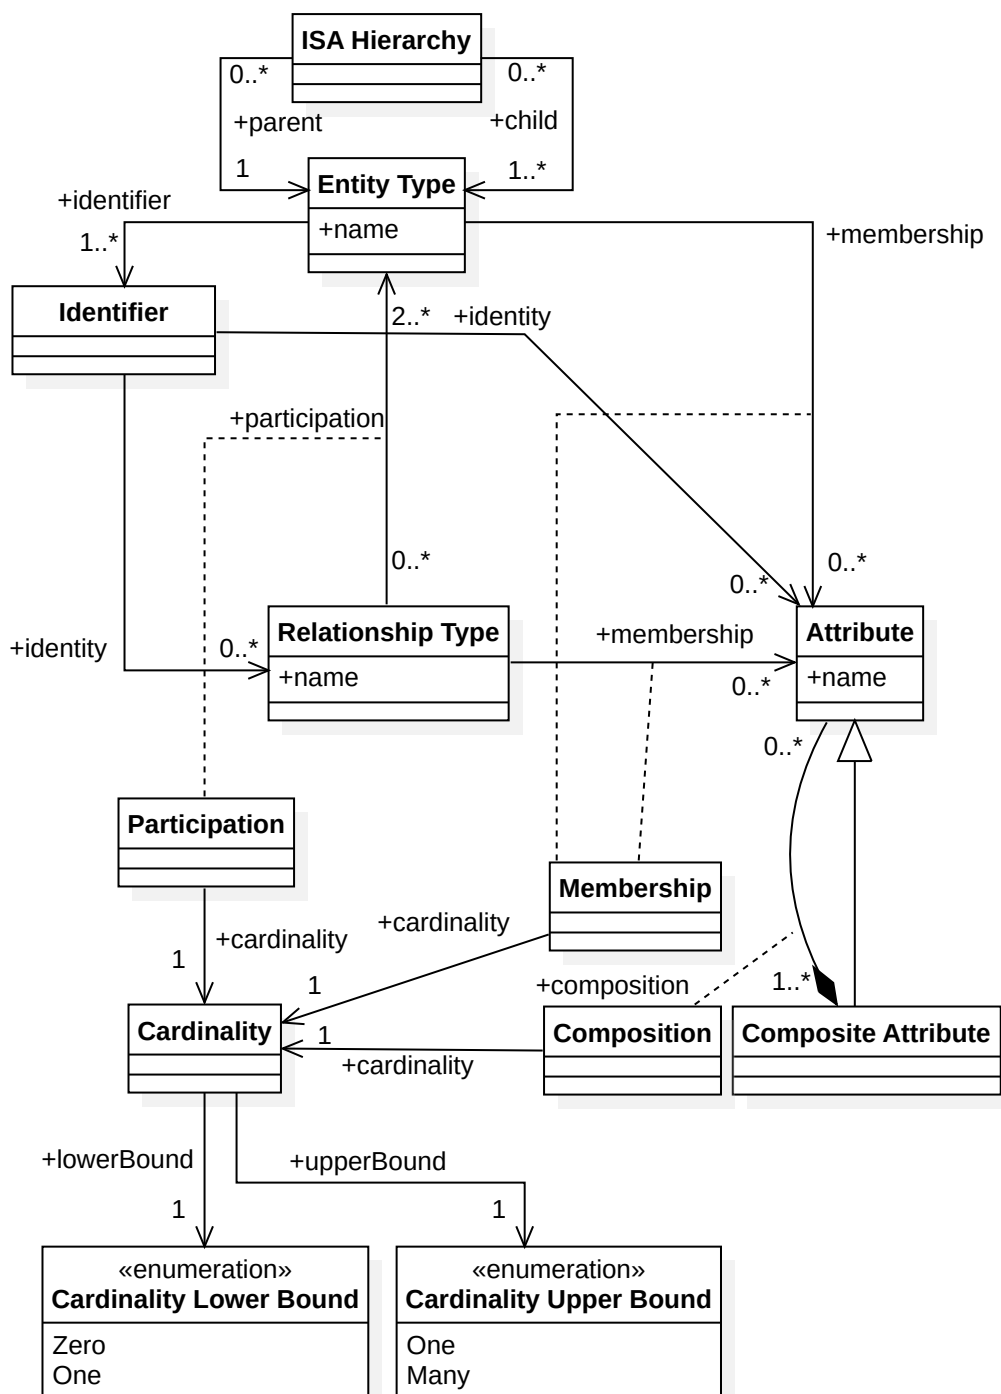 ISA Hierarchy
0..*
0..*
+parent
+child
1
1..*
Entity Type
+name
+identifier
1..*
+membership
Identifier
2..*
+identity
+participation
0..*
0..*
0..*
+identity
0..*
Relationship Type
+name
+membership
0..*
Attribute
+name
0..*
Participation
Membership
+cardinality
1
+cardinality
1
+composition
1..*
Cardinality
1
+cardinality
Composition
Composite Attribute
+lowerBound
1
+upperBound
1
«enumeration»
Cardinality Lower Bound
Zero
One
«enumeration»
Cardinality Upper Bound
One
Many